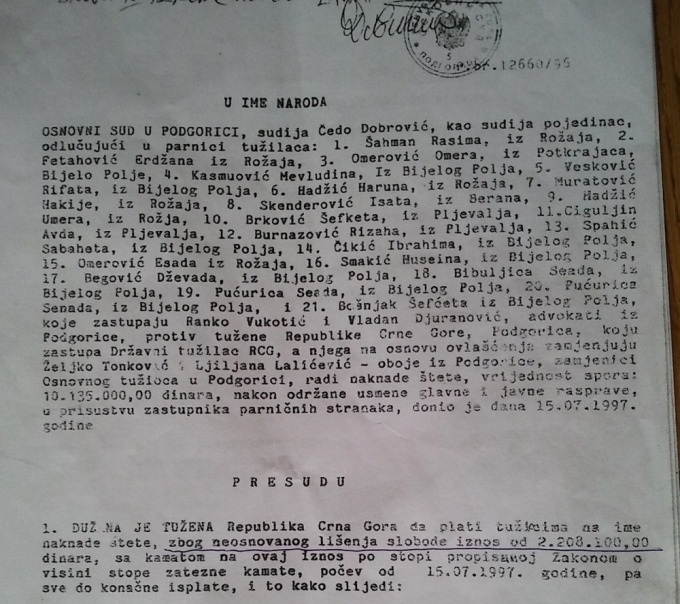 .br.12660/96
U IME NARODA
OSNOVNI SUD U PODGORICI, sudija Čedo Dobrović, kao sudija pojedinac,
odlučujući u parnici tužilaca: 1. Šahman Rasima, iz Rožaja, 2.
Fetahović Erdžana iz Rožaja, 3. Omerović Omera, iz Potkrajaca,
Bijelo Polje, 4. Kasmuović Mevludina, Iz Bijelog Polja, 5. Vesković
Rifata, iz Bijelog Polja, 6. Hadžić Haruna, iz Rožaja, 7. Muratović
Hakije, iz Rožaja, 8. Skenderović Isata, iz Berana, 9. Hadžić
Umera, iz Rožja, 10. Brković Šefketa, iz Pljevalja, 11.Ciguljin
Avda, iz Pljevalja, 12. Burnazović Rizaha, iz Pljevalja, 13. Spahić
Sabaheta, iz Bijelog Polja, 14. Čikić Ibrahima, iz Bijelog Polja,
15. Omerović Esada iz Rožaja, 16. Smakić Huseina, iz Bijelog Polja,
17. Begović Dževada, iz Bijelog Polja, 18. Bibuljica Seada, iz
Bijelog Polja, 19. Pućurica Seada, iz Bijelog Polja, 20. Pućurica
Senada, iz Bijelog Polja, i 21. Bošnjak Šefćeta iz Bijelog Polja,
koje zastupaju Ranko Vukotić i Vladan Djuranović, advokati iz
Podgorice, protiv tužene Republike Crne Gore, Podgorica, koju
zastupa Državni tužilac RCG, a njega na osnovu ovlašćenja zamjenjuju
Željko Tonković i Ljiljana Lalićević - oboje iz Podgorice, zamjenici
Osnovnog tužioca u Podgorici, radi naknade štete, vrijednost spora:
10.135.000,00 dinara, nakon održane usmene glavne i javne rasprave,
u prisustvu zastupnika parničnih stranaka, donio je dana 15.07.1997.
godine
P R E S U D U
1. DUŽNA JE TUŽENA Republika Crna Gora da plati tužiocima na ime
naknade štete, zbog neosnovanog lišenja slobode iznos od 2.208.100,00
dinara, sa kamatom na ovaj iznos po stopi propisanoj Zakonom o
visini stope zatezne kamate, počev od 15.07.1997. godine, pa
sve do konačne isplate, i to kako slijedi: